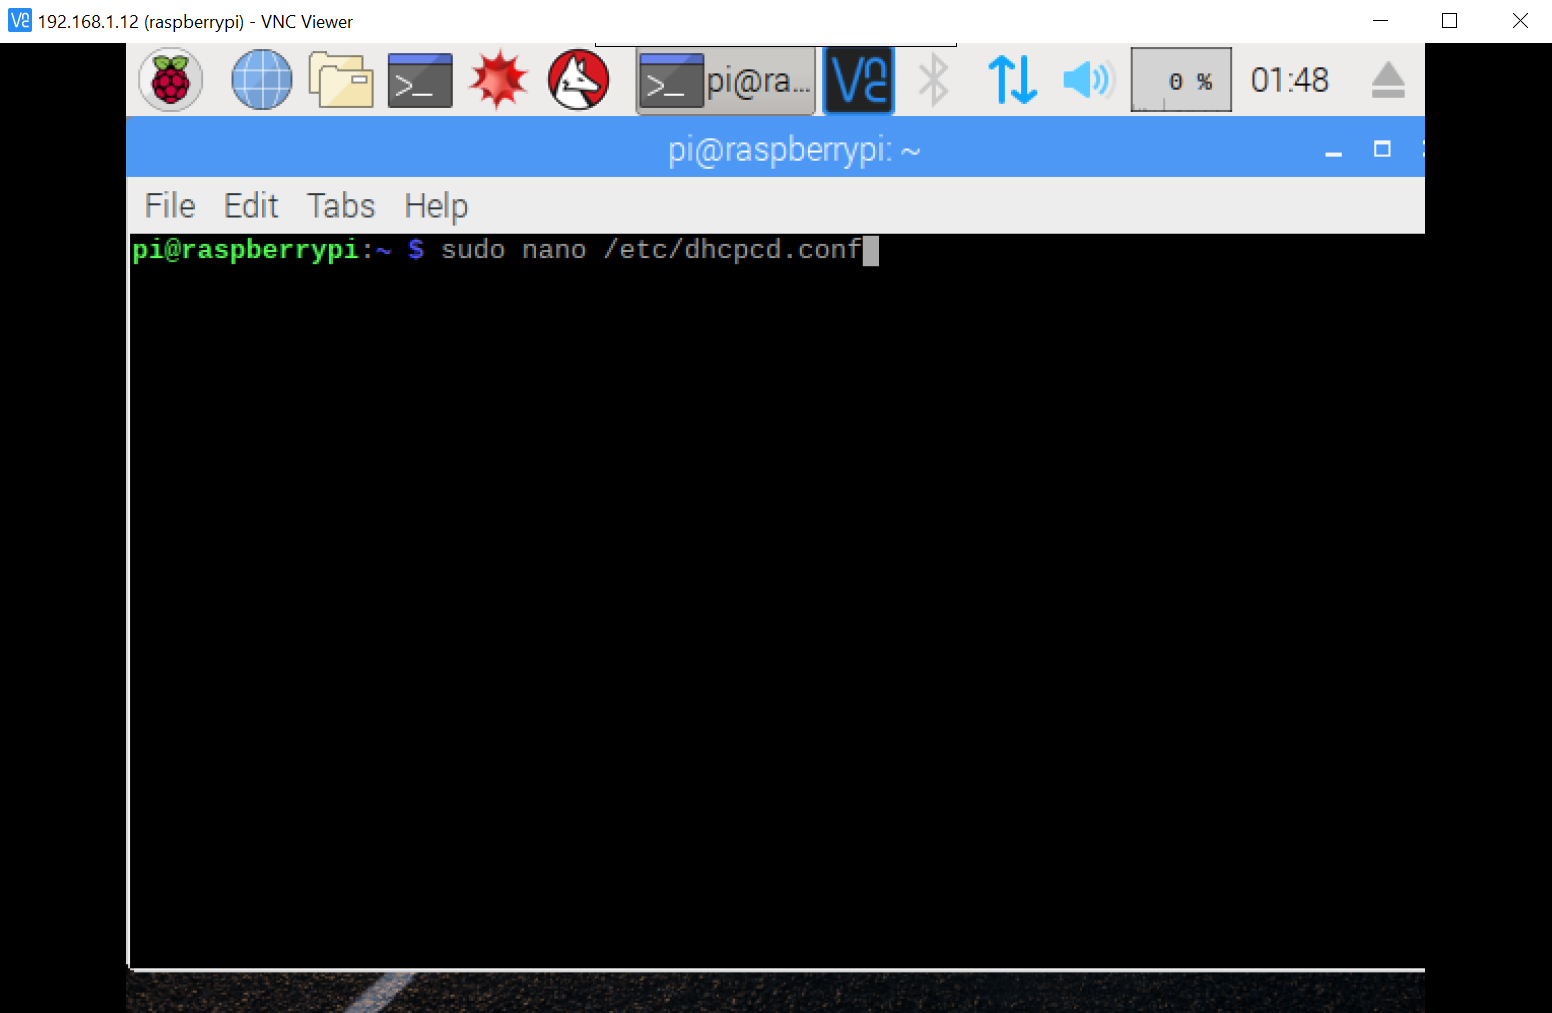 192.168.1.12 (raspberrypi) - VNC Viewer
>_ >_ pi@ra... 0 % 01:48
pi@raspberrypi: ~
File Edit Tabs Help
pi@raspberrypi:~ $ sudo nano /etc/dhcpcd.conf